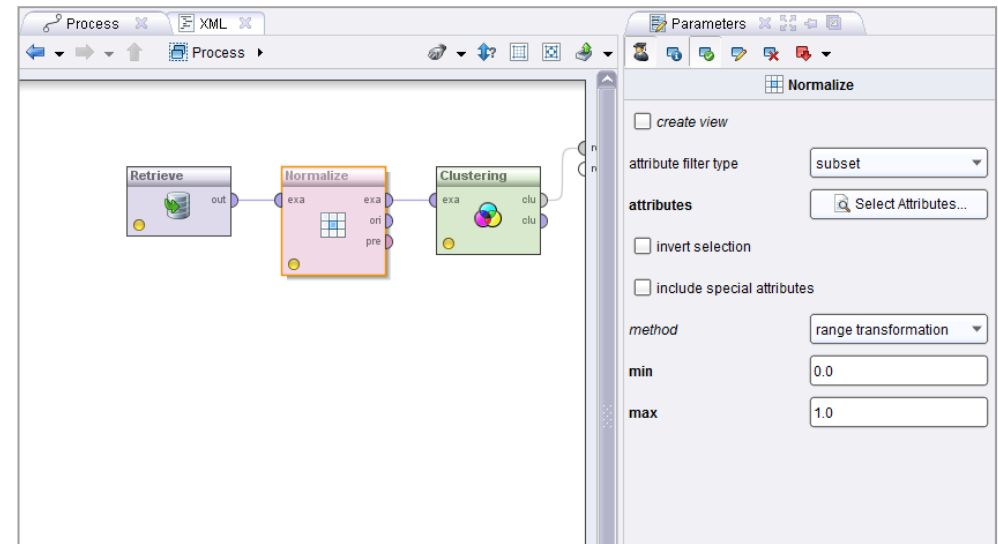 Process
XML
Parameters
Process
Normalize
create view
attribute filter type
subset
attributes
Select Attributes...
invert selection
include special attributes
method
range transformation
min
0.0
max
1.0
Retrieve
out
Normalize
exa
exa
ori
pre
Clustering
exa
clu
clu